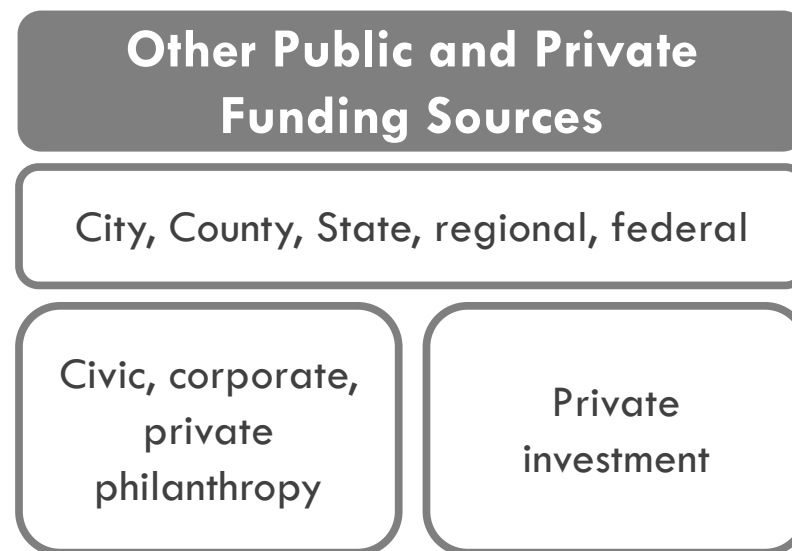 Other Public and Private
Funding Sources
City, County, State, regional, federal
Civic, corporate,
private
philanthropy
Private
investment